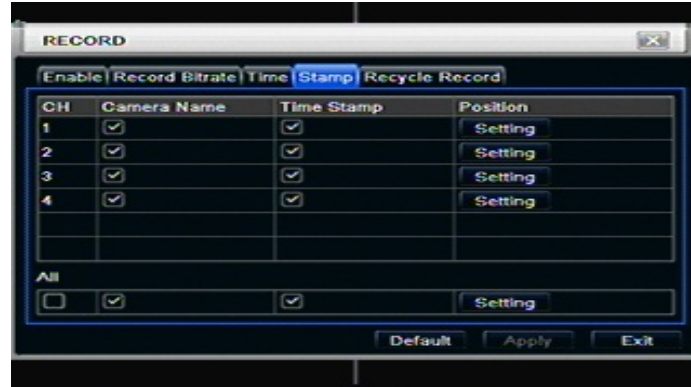 RECORD
Enable Record Bitrate Time Stamp Recycle Record
CH Camera Name Time Stamp Position
1 Setting
2 Setting
3 Setting
4 Setting
All
Setting
Default Apply Exit